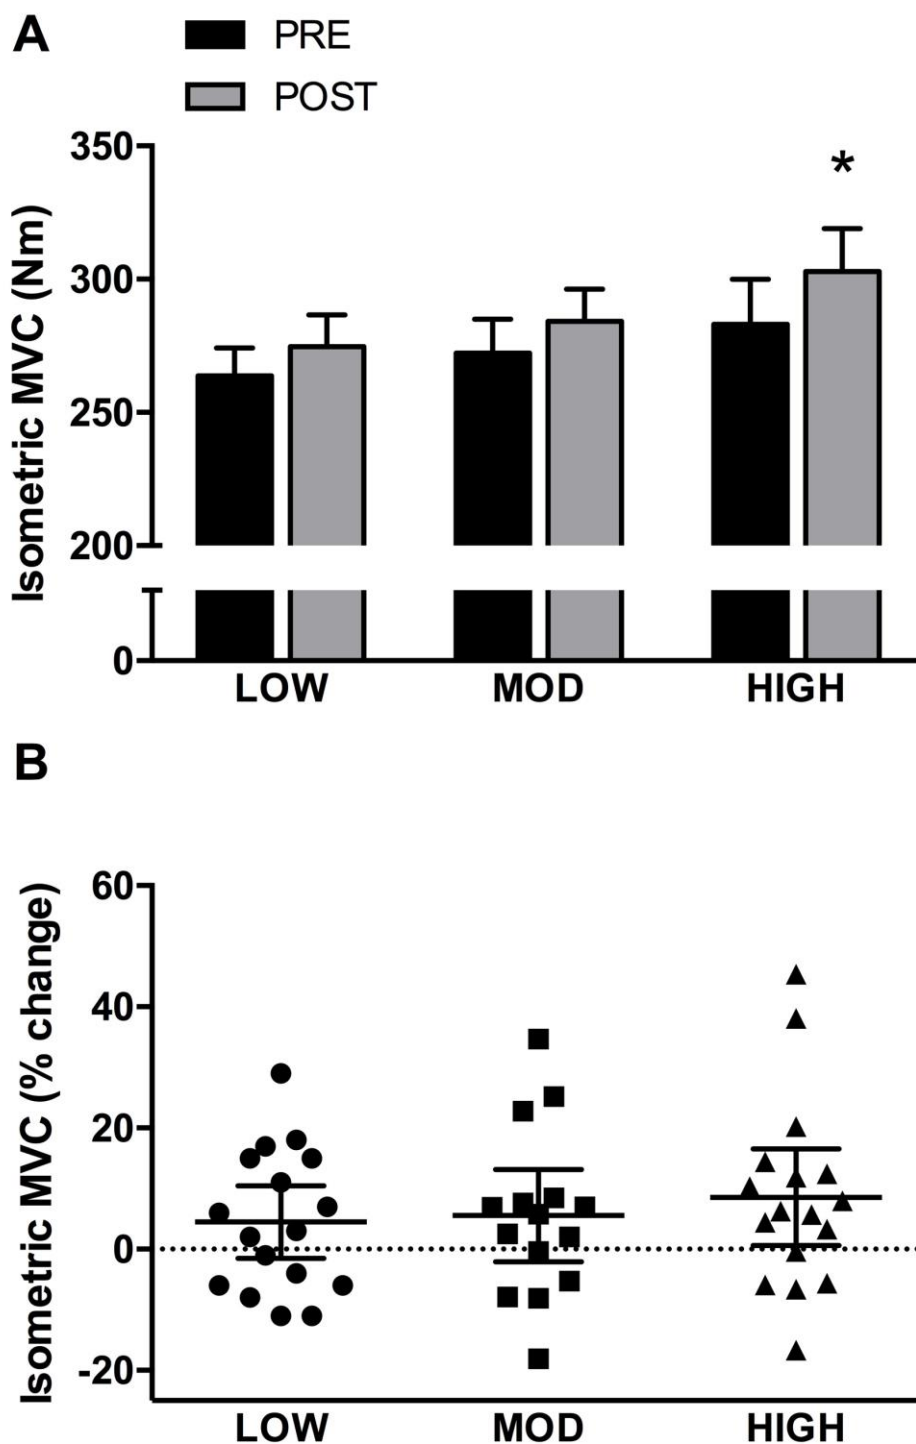 A
PRE
POST
Isometric MVC (Nm)
350
*
300
250
200
0
LOW MOD HIGH
B
Isometric MVC (% change)
60
40
20
0
-20
LOW MOD HIGH